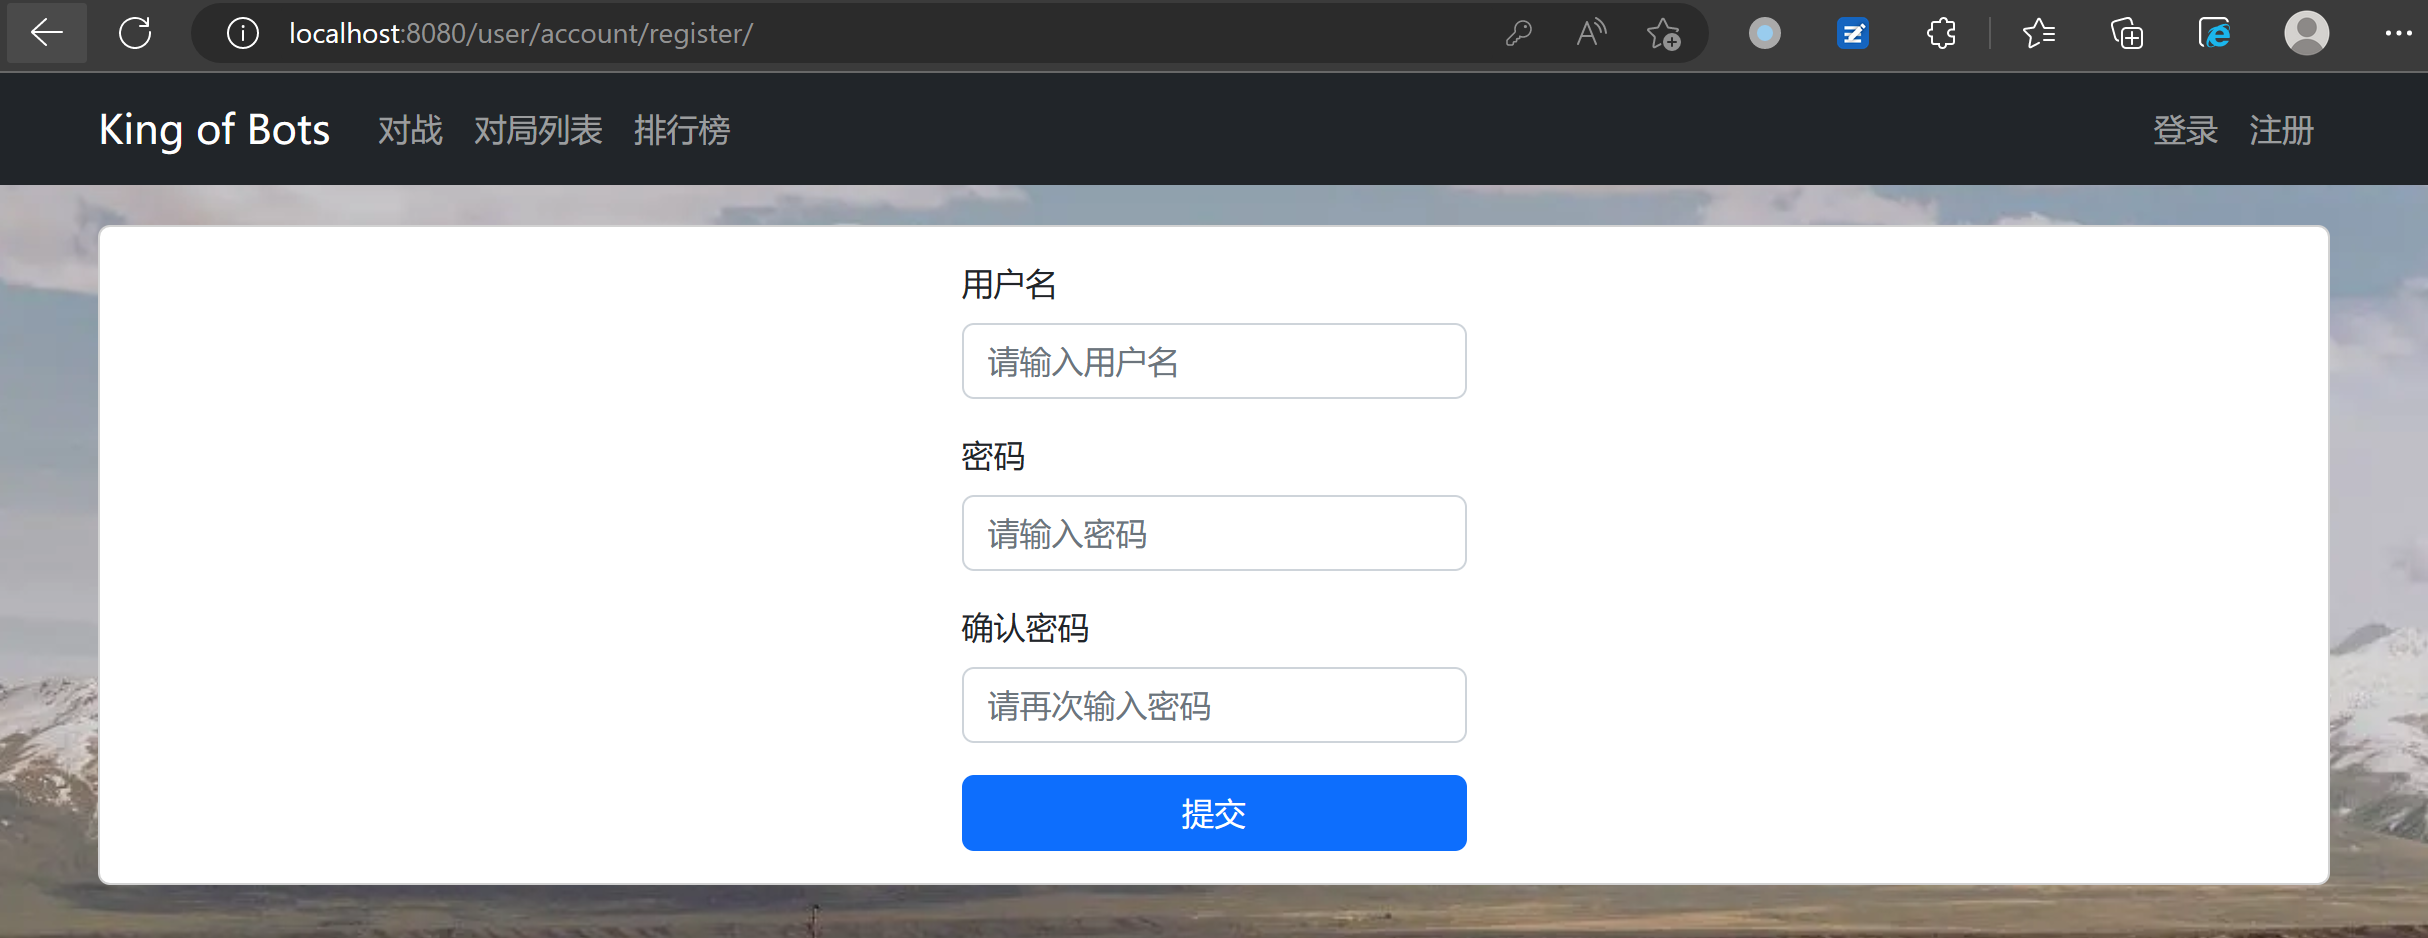 localhost:8080/user/account/register/
King of Bots 对战 对局列表 排行榜 登录 注册
用户名
请输入用户名
密码
请输入密码
确认密码
请再次输入密码
提交